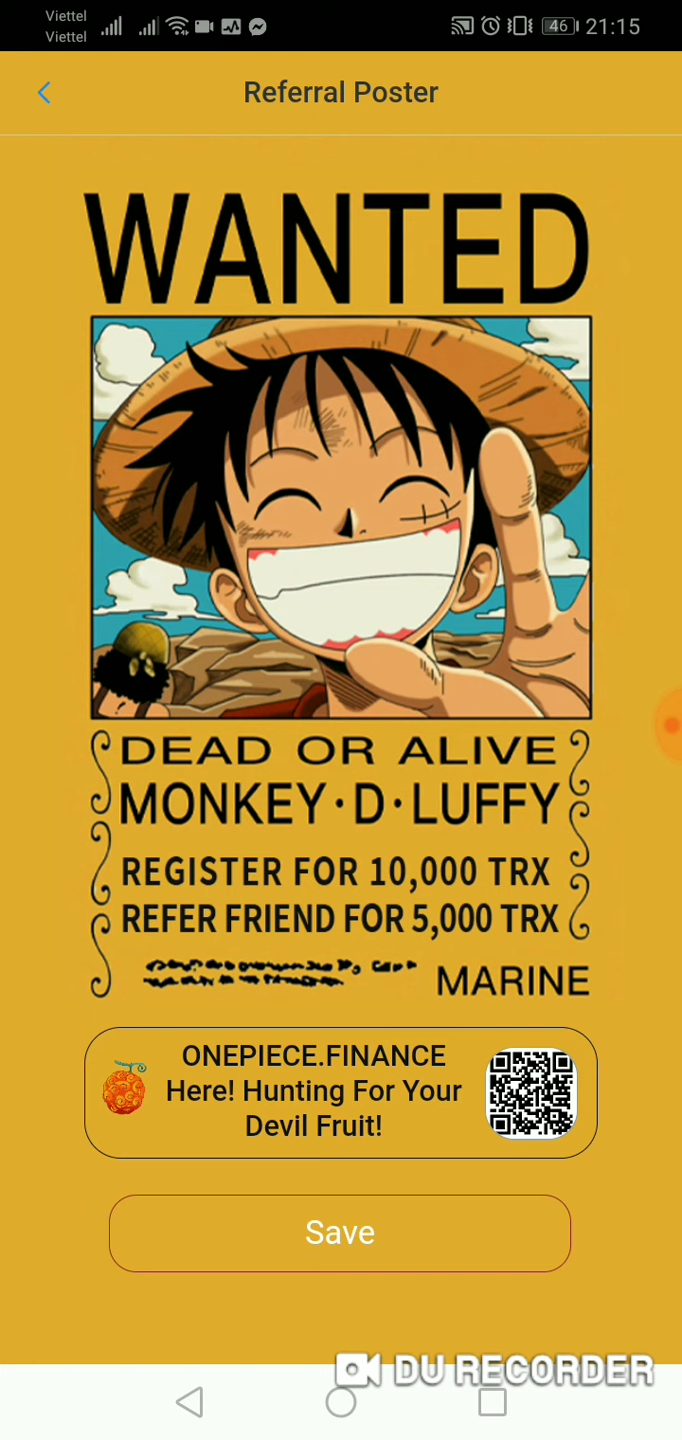 Viettel
Viettel
46 21:15
Referral Poster
WANTED
DEAD OR ALIVE
MONKEY·D·LUFFY
REGISTER FOR 10,000 TRX
REFER FRIEND FOR 5,000 TRX
MARINE
ONEPIECE.FINANCE
Here! Hunting For Your
Devil Fruit!
Save
DU RECORDER